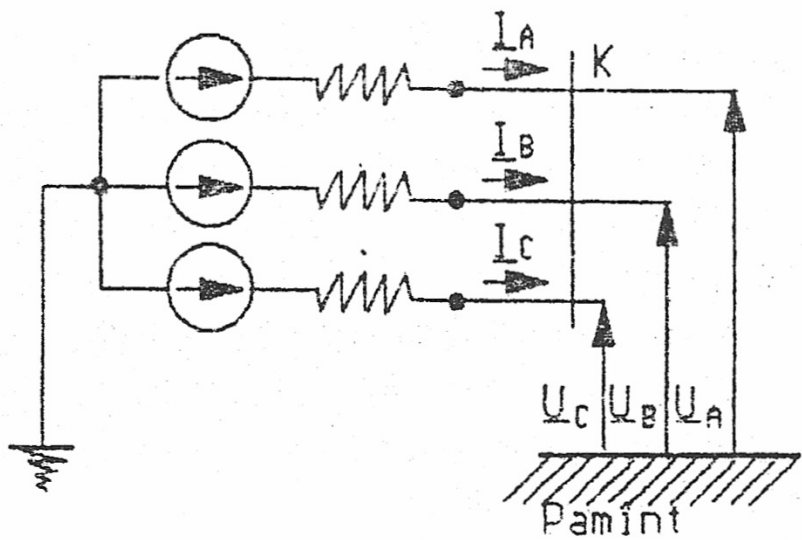 I_A K
I_B
I_C
U_C U_B U_A
Pamint